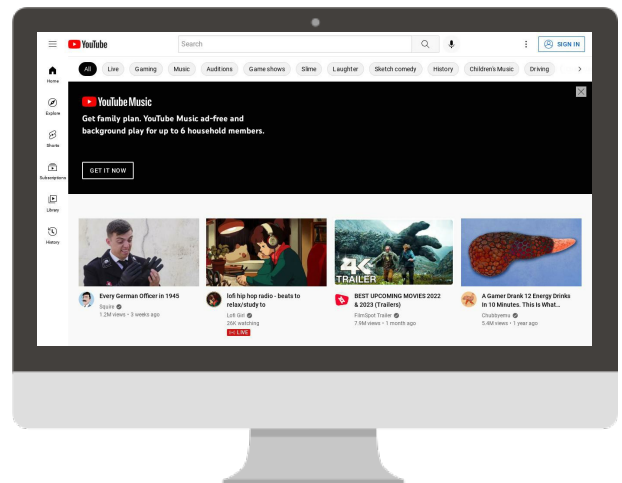 YouTube
Search
SIGN IN
All
Live
Gaming
Music
Auditions
Game shows
Slime
Laughter
Sketch comedy
History
Children's Music
Driving
Home
Explore
Shorts
Subscriptions
Library
History
YouTube Music
Get family plan. YouTube Music ad-free and
background play for up to 6 household members.
GET IT NOW
4K
TRAILER
Every German Officer in 1945
Squire
1.2M views • 3 weeks ago
lofi hip hop radio - beats to
relax/study to
Lofi Girl
26K watching
LIVE
BEST UPCOMING MOVIES 2022
& 2023 (Trailers)
FilmSpot Trailer
7.9M views • 1 month ago
A Gamer Drank 12 Energy Drinks
In 10 Minutes. This Is What...
Chubbyemu
5.4M views • 1 year ago